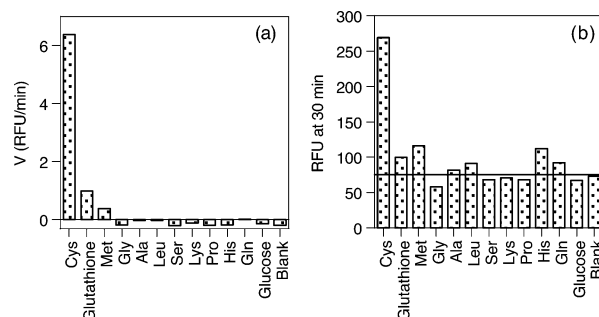 (a)
V (RFU/min)
6
4
2
0
Cys
Glutathione
Met
Gly
Ala
Leu
Ser
Lys
Pro
His
Gln
Glucose
Blank
(b)
RFU at 30 min
300
250
200
150
100
50
0
Cys
Glutathione
Met
Gly
Ala
Leu
Ser
Lys
Pro
His
Gln
Glucose
Blank